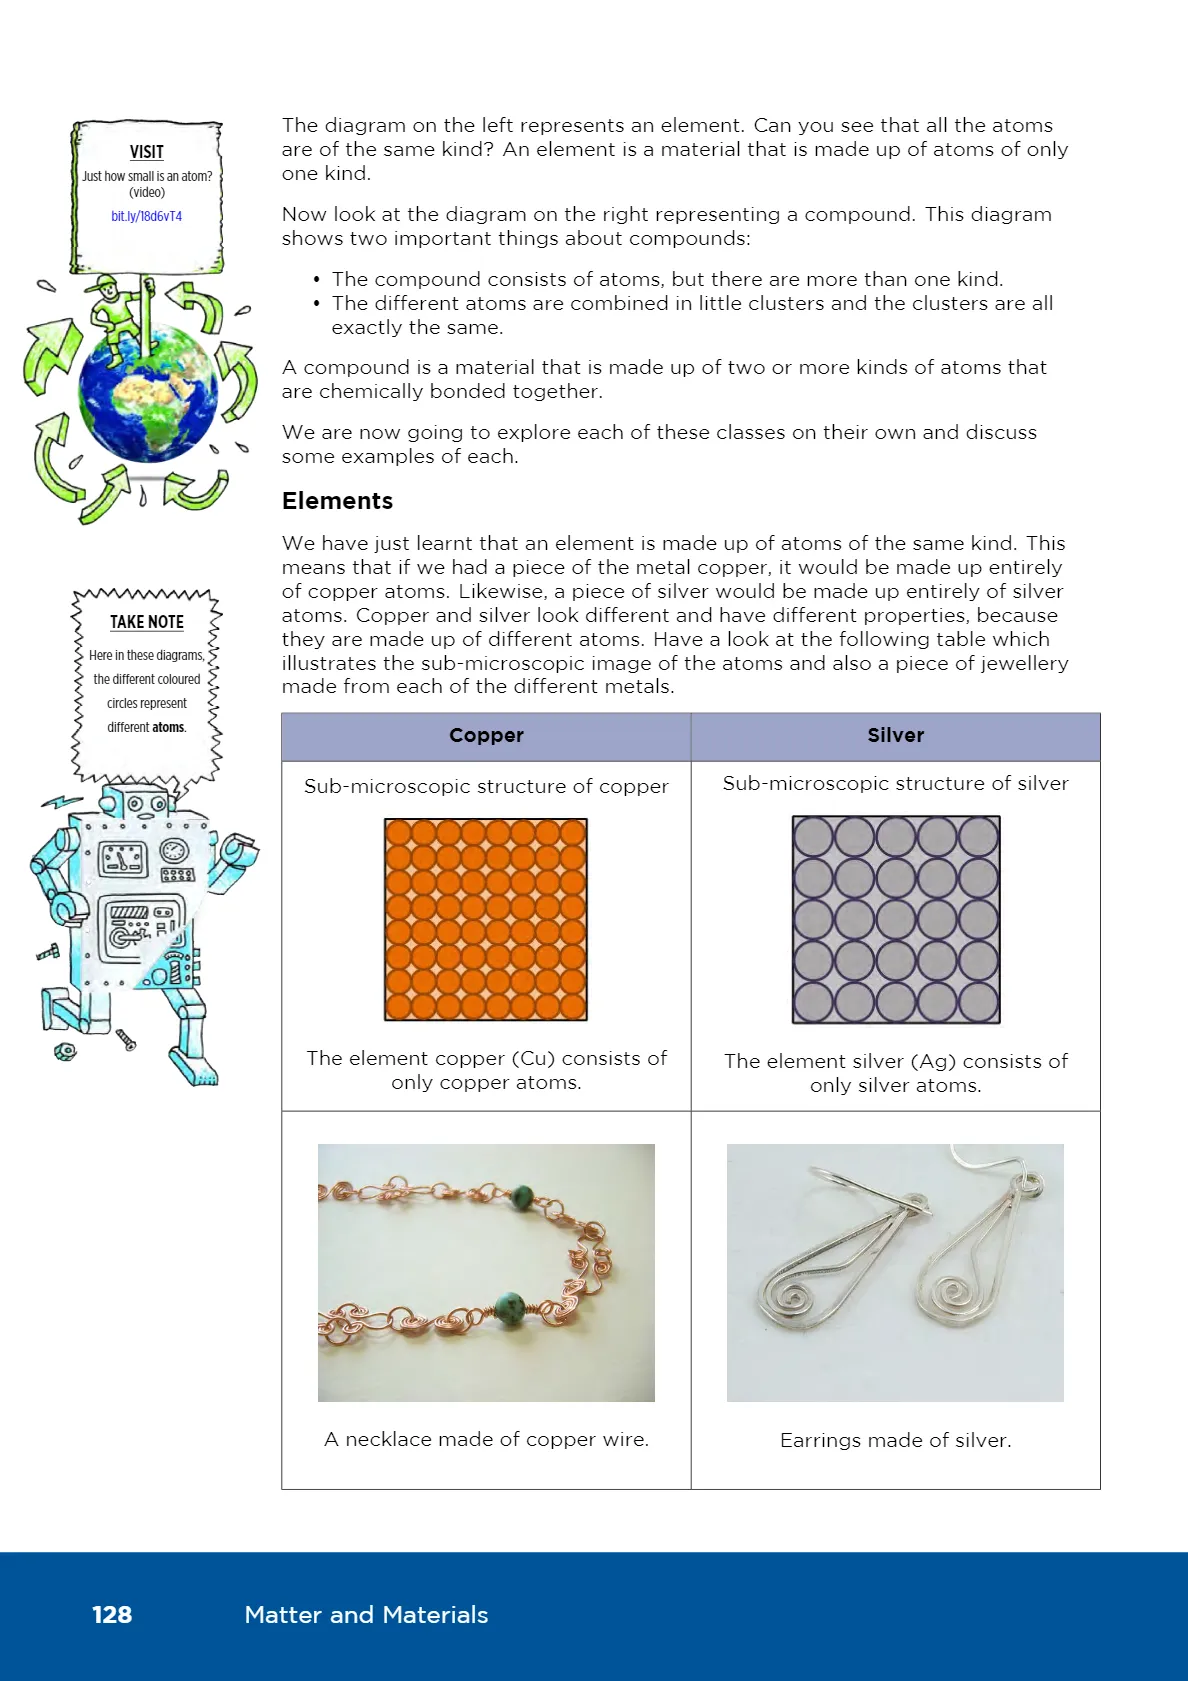 VISIT
Just how small is an atom?
(video)
bit.ly/18d6vT4
The diagram on the left represents an element. Can you see that all the atoms
are of the same kind? An element is a material that is made up of atoms of only
one kind.
Now look at the diagram on the right representing a compound. This diagram
shows two important things about compounds:
• The compound consists of atoms, but there are more than one kind.
• The different atoms are combined in little clusters and the clusters are all
exactly the same.
A compound is a material that is made up of two or more kinds of atoms that
are chemically bonded together.
We are now going to explore each of these classes on their own and discuss
some examples of each.
Elements
We have just learnt that an element is made up of atoms of the same kind. This
means that if we had a piece of the metal copper, it would be made up entirely
of copper atoms. Likewise, a piece of silver would be made up entirely of silver
atoms. Copper and silver look different and have different properties, because
they are made up of different atoms. Have a look at the following table which
illustrates the sub-microscopic image of the atoms and also a piece of jewellery
made from each of the different metals.
TAKE NOTE
Here in these diagrams,
the different coloured
circles represent
different atoms.
Copper
Silver
Sub-microscopic structure of copper
Sub-microscopic structure of silver
The element copper (Cu) consists of
only copper atoms.
The element silver (Ag) consists of
only silver atoms.
A necklace made of copper wire.
Earrings made of silver.
128
Matter and Materials